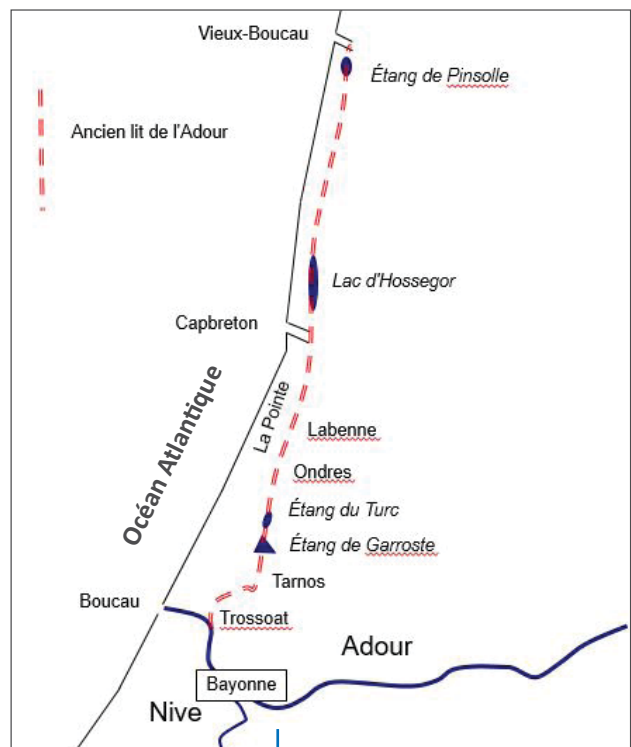 Vieux-Boucau
Étang de Pinsolle
Ancien lit de l'Adour
Lac d'Hossegor
Capbreton
Océan Atlantique
La Pointe
Labenne
Ondres
Étang du Turc
Étang de Garroste
Tarnos
Boucau
Trossoat
Adour
Bayonne
Nive